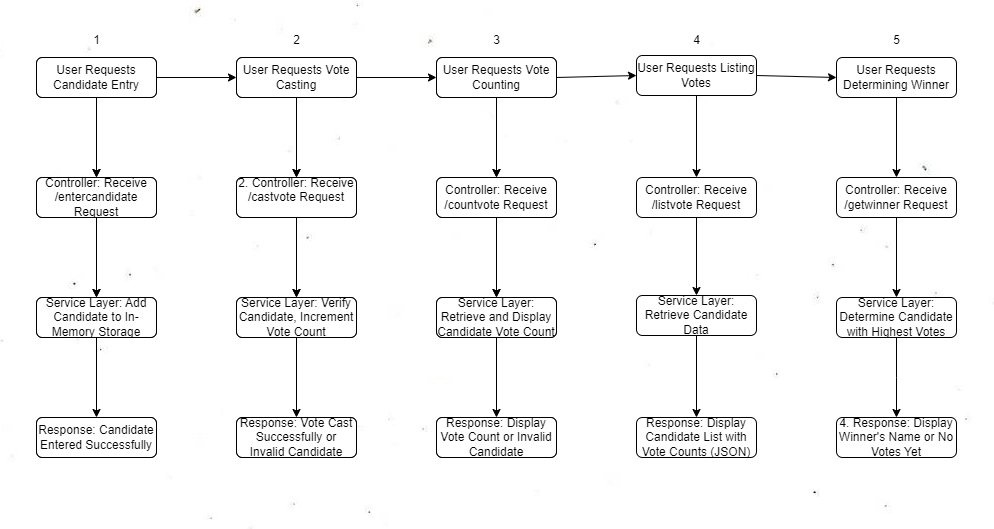 1
2
3
4
5
User Requests
Candidate Entry
User Requests Vote
Casting
User Requests Vote
Counting
User Requests Listing
Votes
User Requests
Determining Winner
Controller: Receive
/entercandidate
Request
2. Controller: Receive
/castvote Request
Controller: Receive
/countvote Request
Controller: Receive
/listvote Request
Controller: Receive
/getwinner Request
Service Layer: Add
Candidate to In-
Memory Storage
Service Layer: Verify
Candidate, Increment
Vote Count
Service Layer:
Retrieve and Display
Candidate Vote Count
Service Layer:
Retrieve Candidate
Data
Service Layer:
Determine Candidate
with Highest Votes
Response: Candidate
Entered Successfully
Response: Vote Cast
Successfully or
Invalid Candidate
Response: Display
Vote Count or Invalid
Candidate
Response: Display
Candidate List with
Vote Counts (JSON)
4. Response: Display
Winner's Name or No
Votes Yet